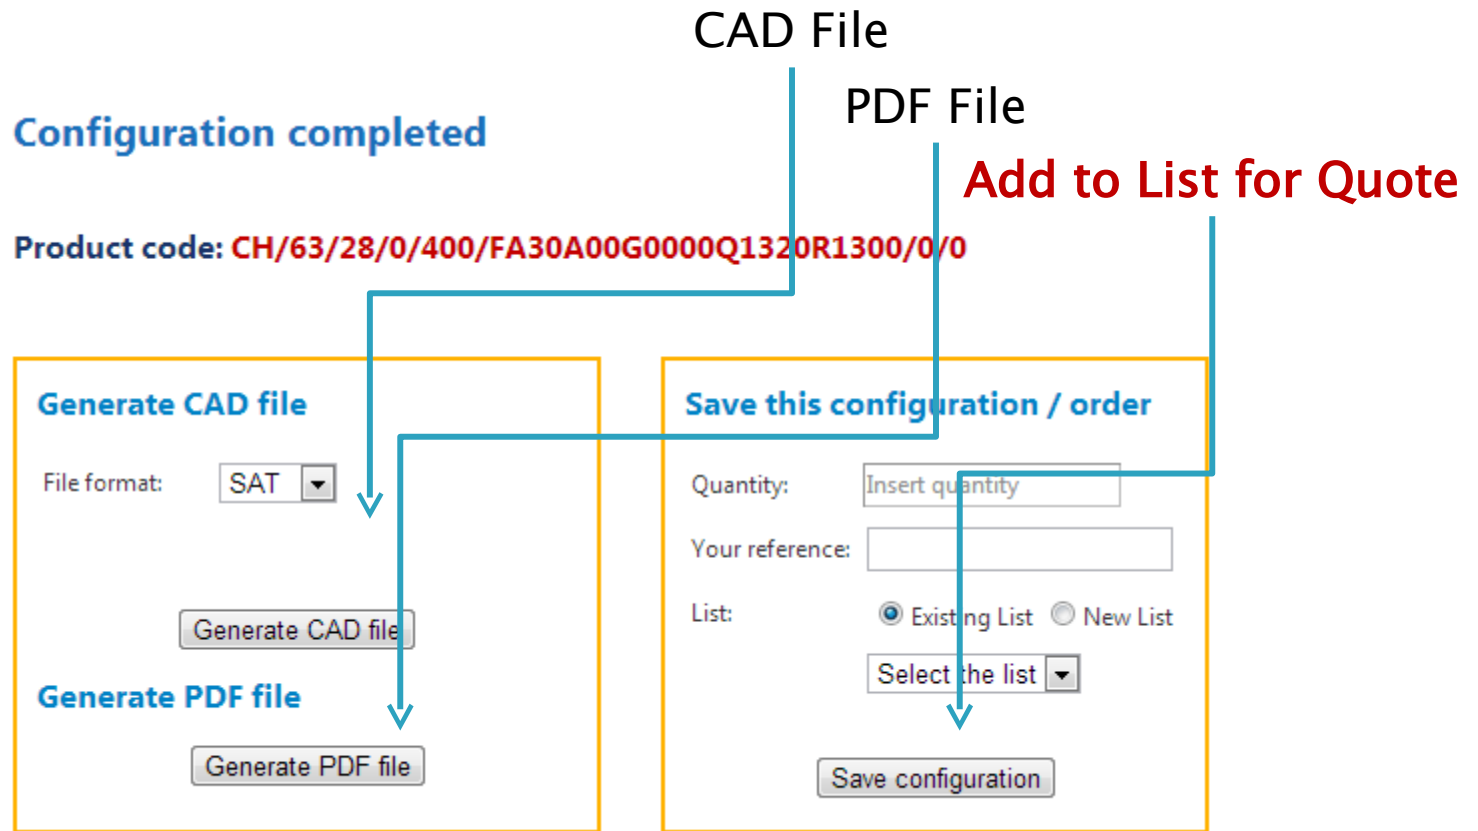 CAD File
PDF File
Configuration completed
Add to List for Quote
Product code: CH/63/28/0/400/FA30A00G0000Q1320R1300/0/0
Generate CAD file
File format: SAT
Generate CAD file
Generate PDF file
Generate PDF file
Save this configuration / order
Quantity: Insert quantity
Your reference:
List: Existing List New List
Select the list
Save configuration